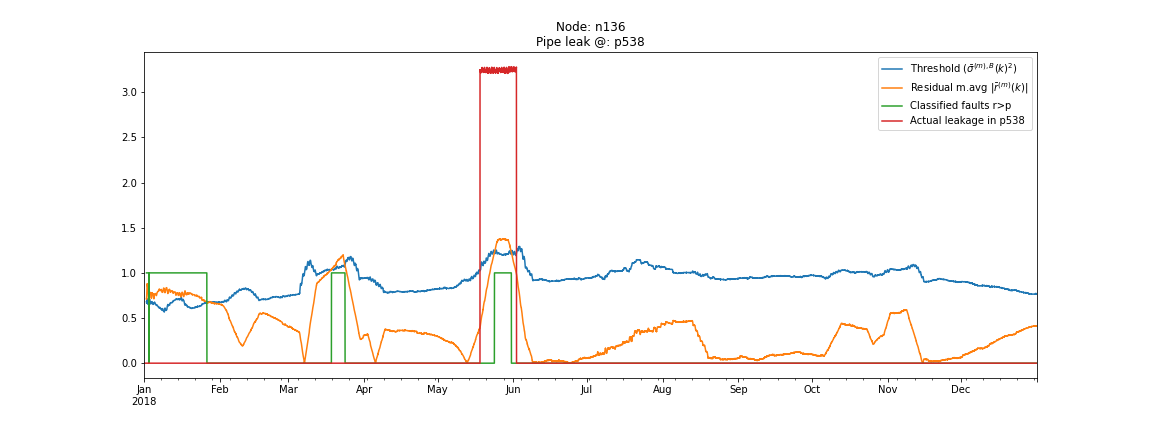 Node: n136
Pipe leak @: p538
Threshold (σ̄^(m),B(k)²)
Residual m.avg |r̄^(m)(k)|
Classified faults r>p
Actual leakage in p538
3.0
2.5
2.0
1.5
1.0
0.5
0.0
Jan Feb Mar Apr May Jun Jul Aug Sep Oct Nov Dec
2018